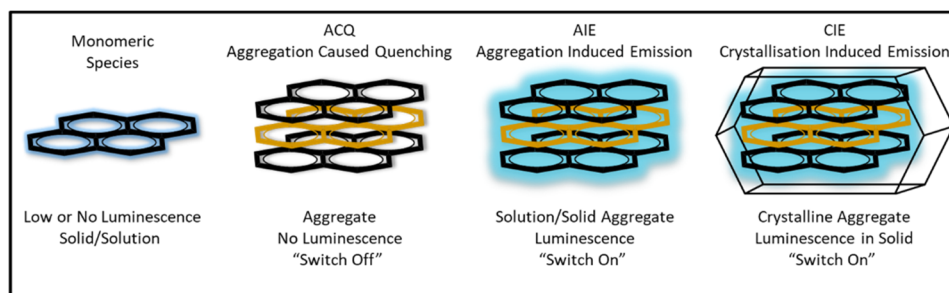 Monomeric
Species
Low or No Luminescence
Solid/Solution
ACQ
Aggregation Caused Quenching
Aggregate
No Luminescence
“Switch Off”
AIE
Aggregation Induced Emission
Solution/Solid Aggregate
Luminescence
“Switch On”
CIE
Crystallisation Induced Emission
Crystalline Aggregate
Luminescence in Solid
“Switch On”